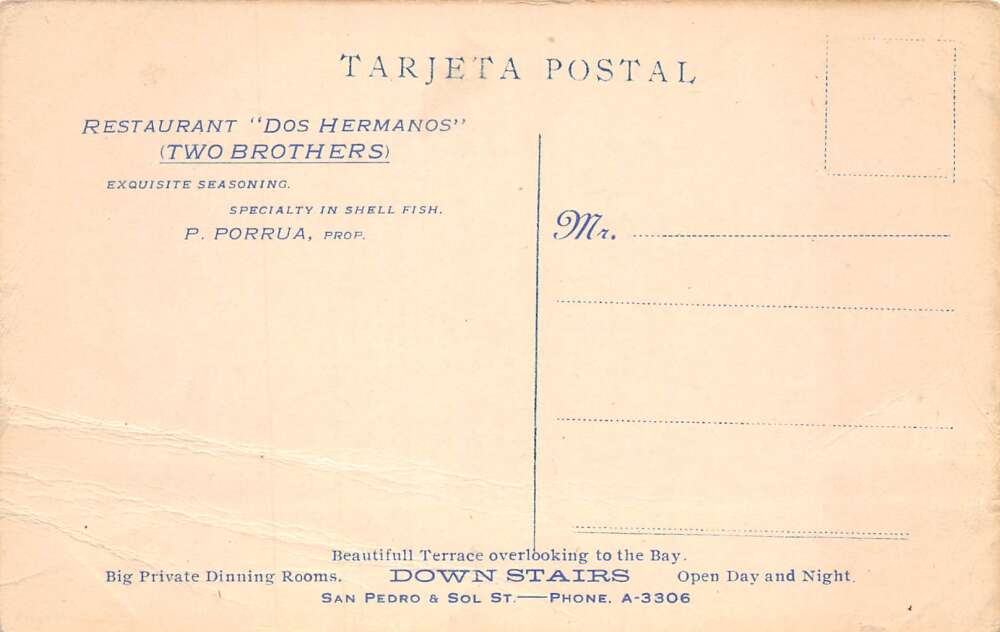 TARJETA POSTAL
RESTAURANT "DOS HERMANOS"
(TWO BROTHERS)
EXQUISITE SEASONING.
SPECIALTY IN SHELL FISH.
P. PORRUA, PROP.
Mr.
Beautifull Terrace overlooking to the Bay.
Big Private Dinning Rooms. DOWN STAIRS Open Day and Night.
SAN PEDRO & SOL ST.—PHONE. A-3306